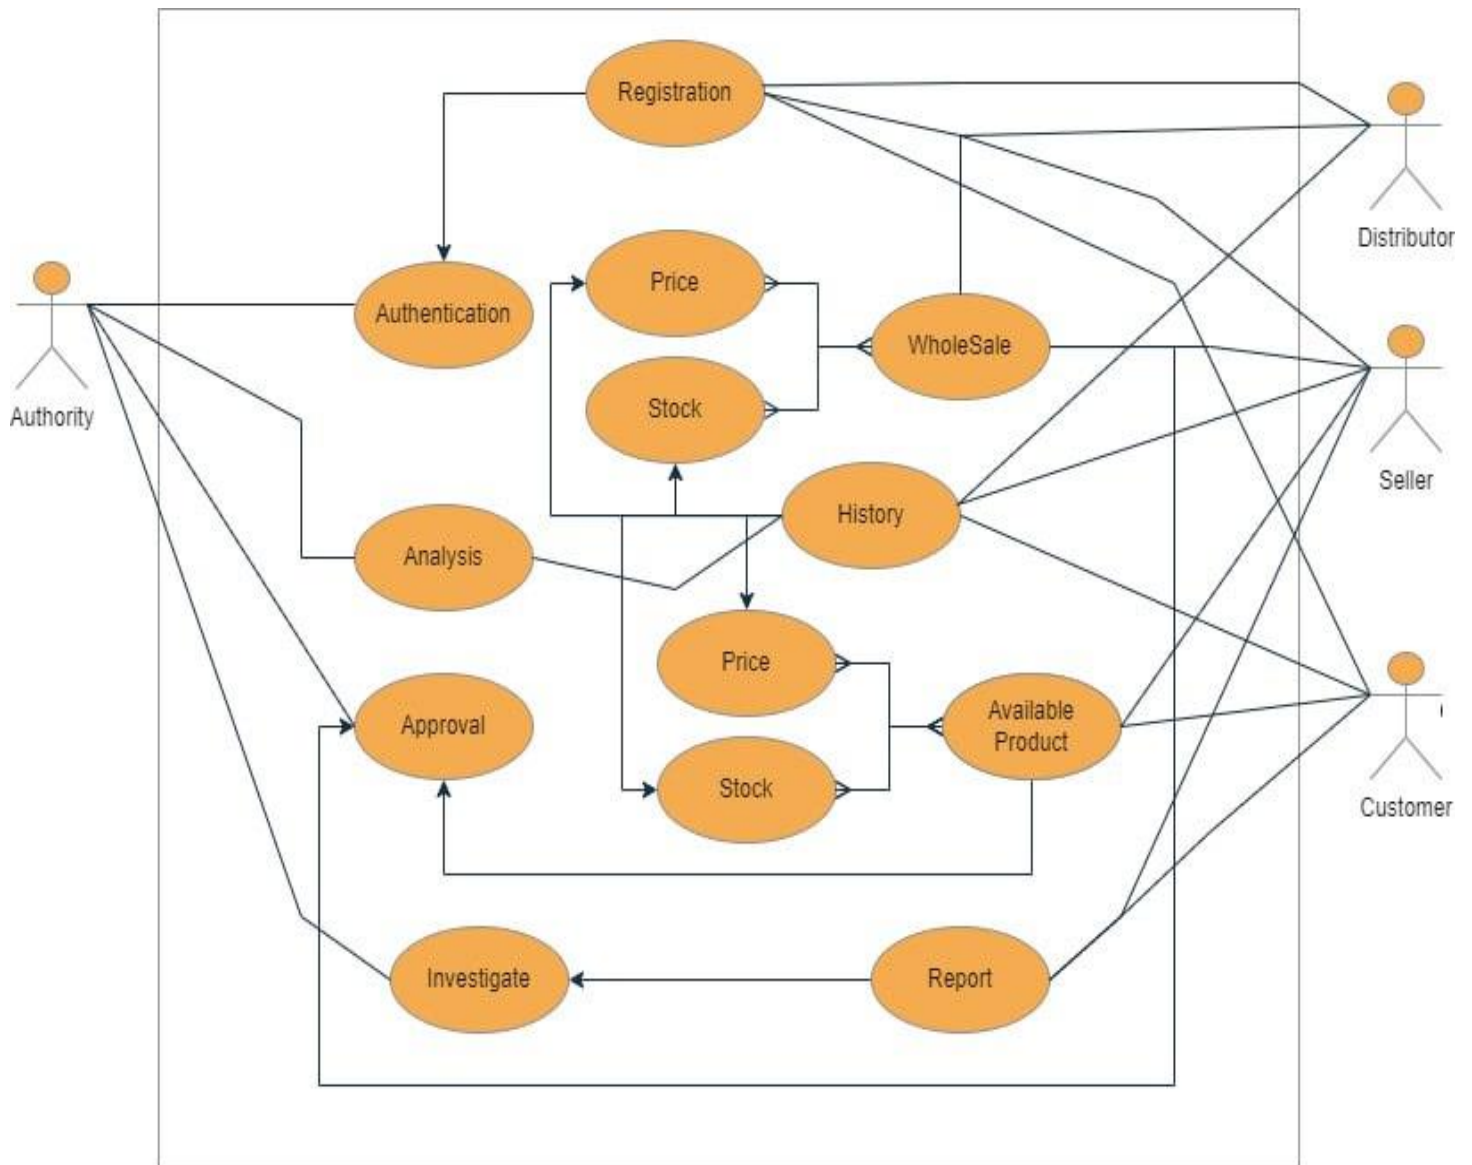 Registration
Distributor
Price
Authentication
WholeSale
Stock
Authority
Seller
History
Analysis
Price
Available
Product
Approval
Stock
Customer
Investigate
Report